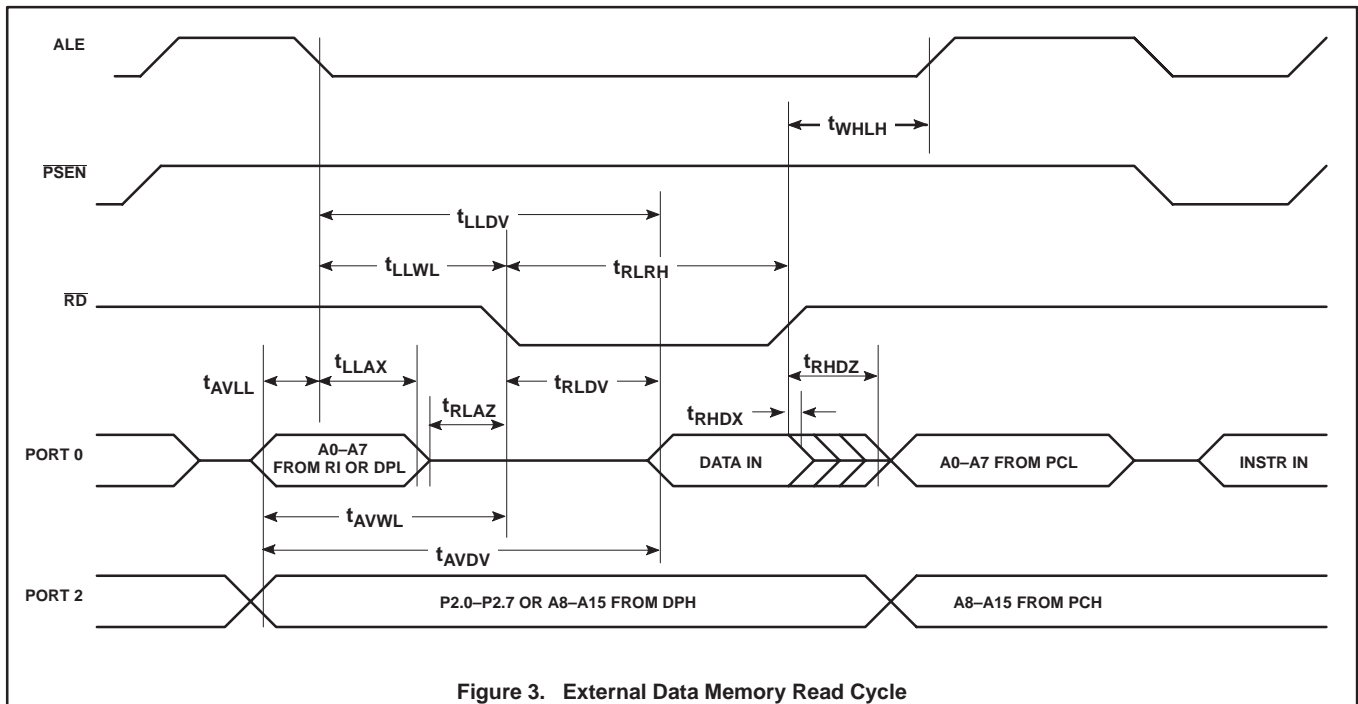 ALE
tWHLH
PSEN
tLLDV
tLLWL
tRLRH
RD
tLLAX
tRHDZ
tAVLL
tRLDV
tRLAZ
tRHDX
PORT 0
A0–A7
FROM RI OR DPL
DATA IN
A0–A7 FROM PCL
INSTR IN
tAVWL
tAVDV
PORT 2
P2.0–P2.7 OR A8–A15 FROM DPH
A8–A15 FROM PCH
Figure 3. External Data Memory Read Cycle